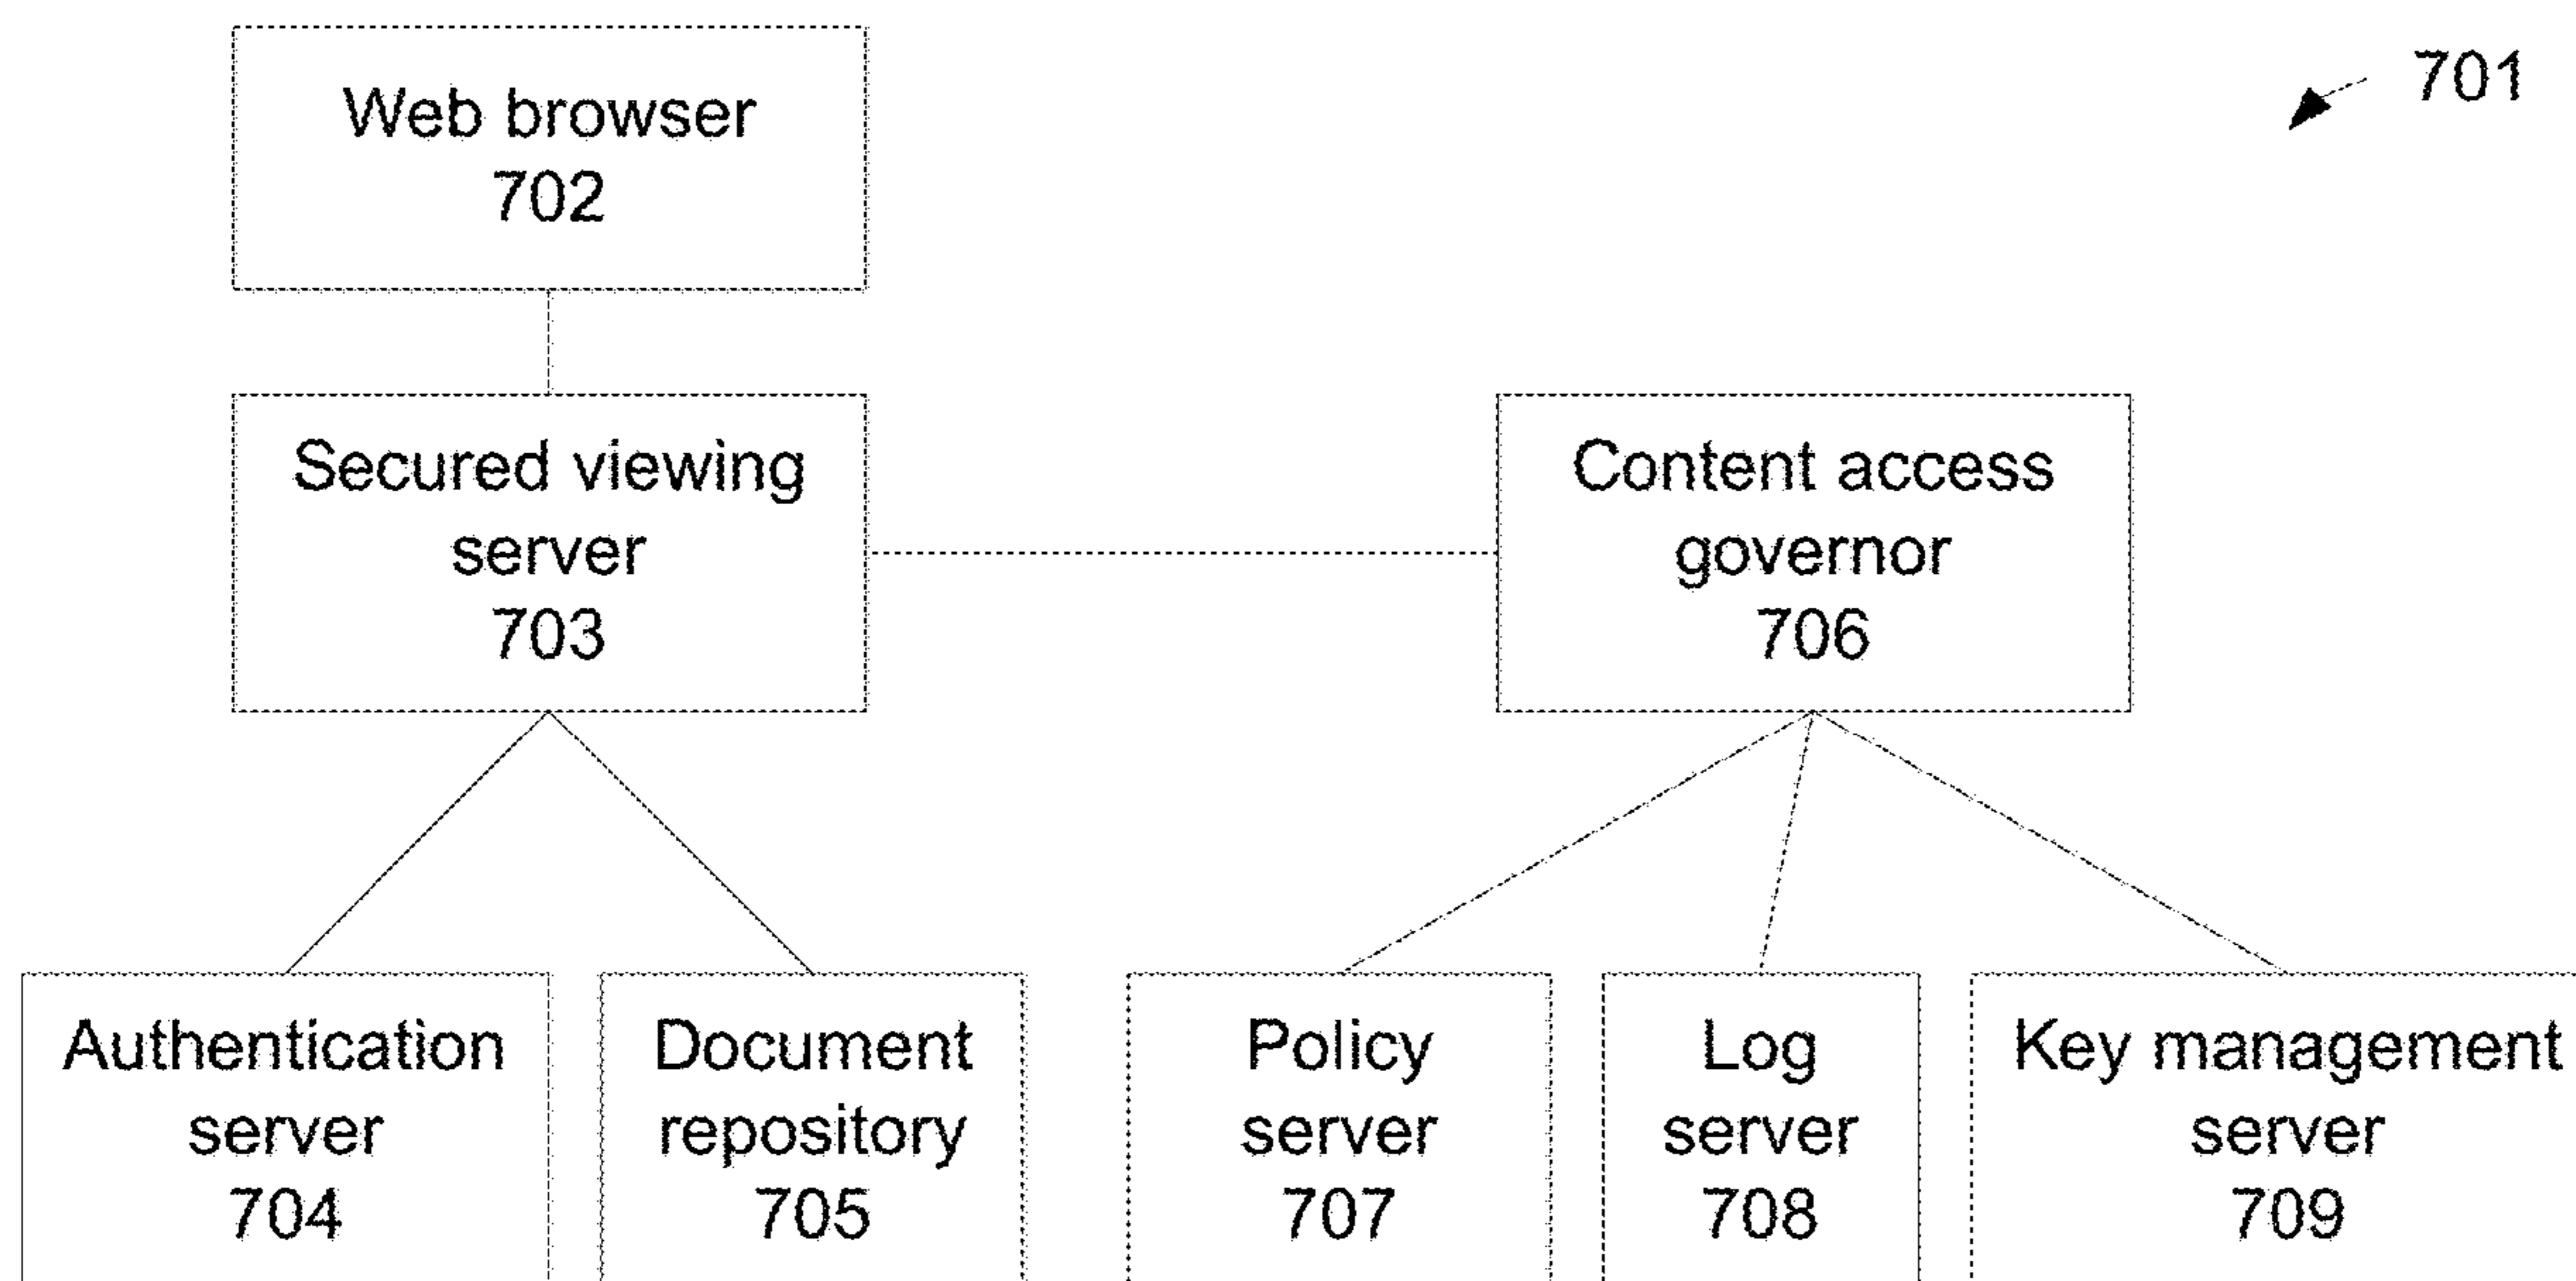 Web browser
702
701
Secured viewing
server
703
Content access
governor
706
Authentication
server
704
Document
repository
705
Policy
server
707
Log
server
708
Key management
server
709